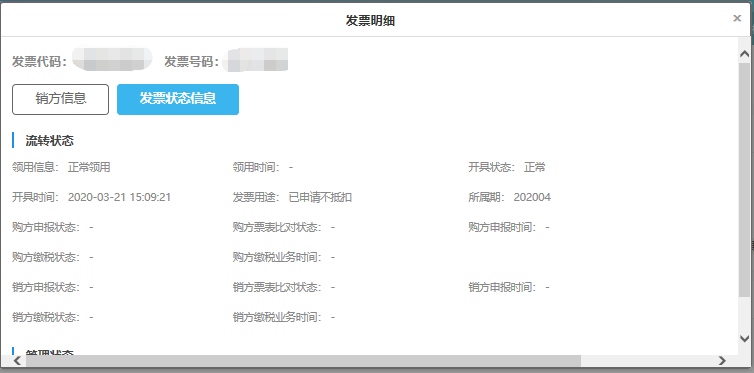 发票明细 ×
发票代码： 发票号码：
销方信息 发票状态信息
流转状态
领用信息： 正常领用 领用时间： - 开具状态： 正常
开具时间： 2020-03-21 15:09:21 发票用途： 已申请不抵扣 所属期： 202004
购方申报状态： - 购方票表比对状态： - 购方申报时间： -
购方缴税状态： - 购方缴税业务时间： -
销方申报状态： - 销方票表比对状态： - 销方申报时间： -
销方缴税状态： - 销方缴税业务时间： -
管理状态